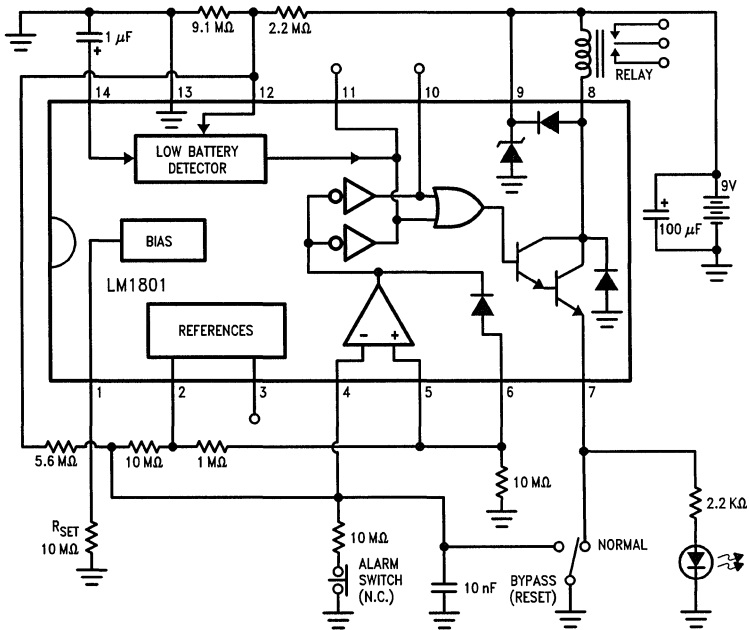 9.1 MΩ
2.2 MΩ
1 μF
+
RELAY
14
13
12
11
10
9
8
LOW BATTERY
DETECTOR
9V
+
100 μF
BIAS
LM1801
REFERENCES
-
+
1
2
3
4
5
6
7
5.6 MΩ
10 MΩ
1 MΩ
10 MΩ
2.2 KΩ
RSET
10 MΩ
10 MΩ
NORMAL
ALARM
SWITCH
(N.C.)
10 nF
BYPASS
(RESET)